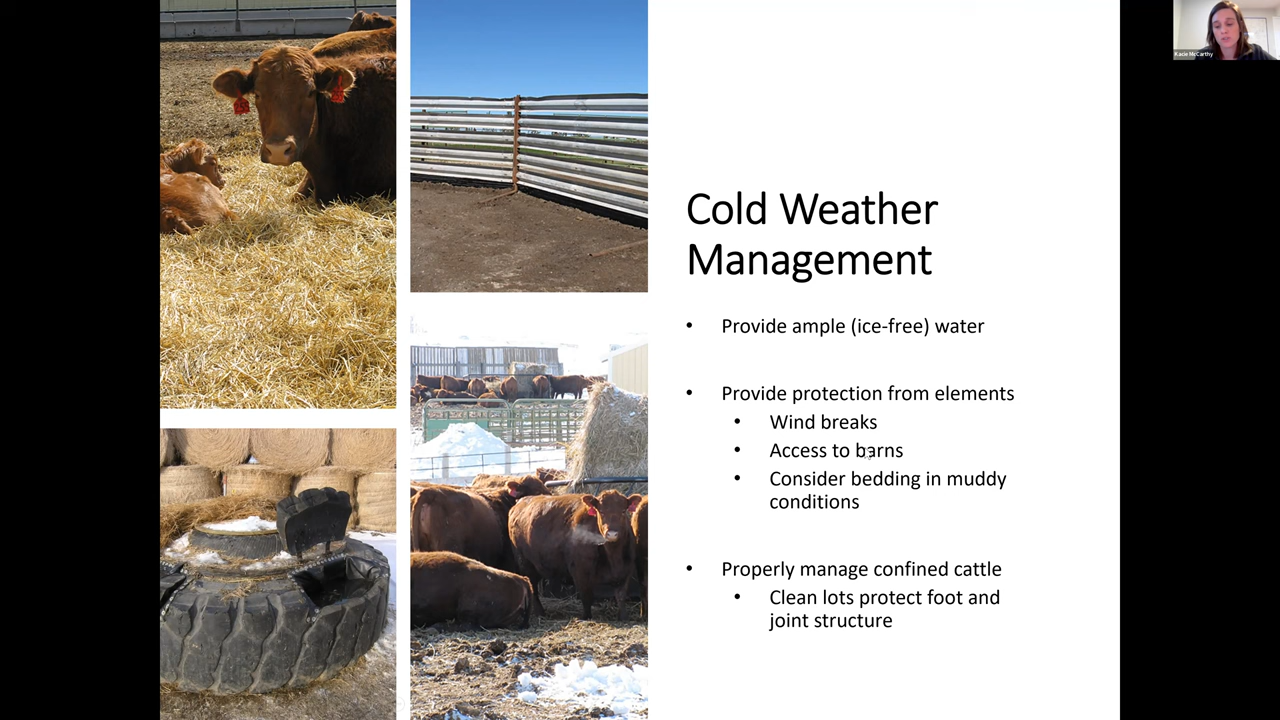 Kacie McCarthy
Cold Weather
Management
• Provide ample (ice-free) water
• Provide protection from elements
• Wind breaks
• Access to barns
• Consider bedding in muddy
conditions
• Properly manage confined cattle
• Clean lots protect foot and
joint structure